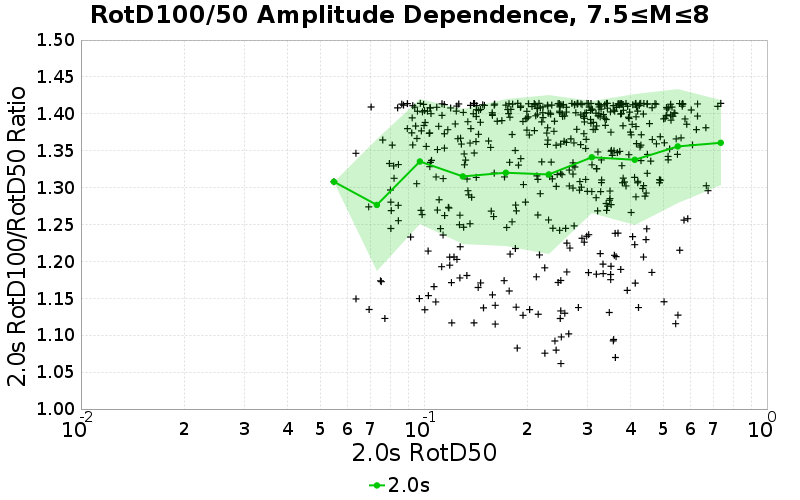 RotD100/50 Amplitude Dependence, 7.5≤M≤8
2.0s RotD100/RotD50 Ratio
1.50
1.45
1.40
1.35
1.30
1.25
1.20
1.15
1.10
1.05
1.00
10^-2 2 3 4 5 6 7 10^-1 2 3 4 5 6 7 10^0
2.0s RotD50
2.0s